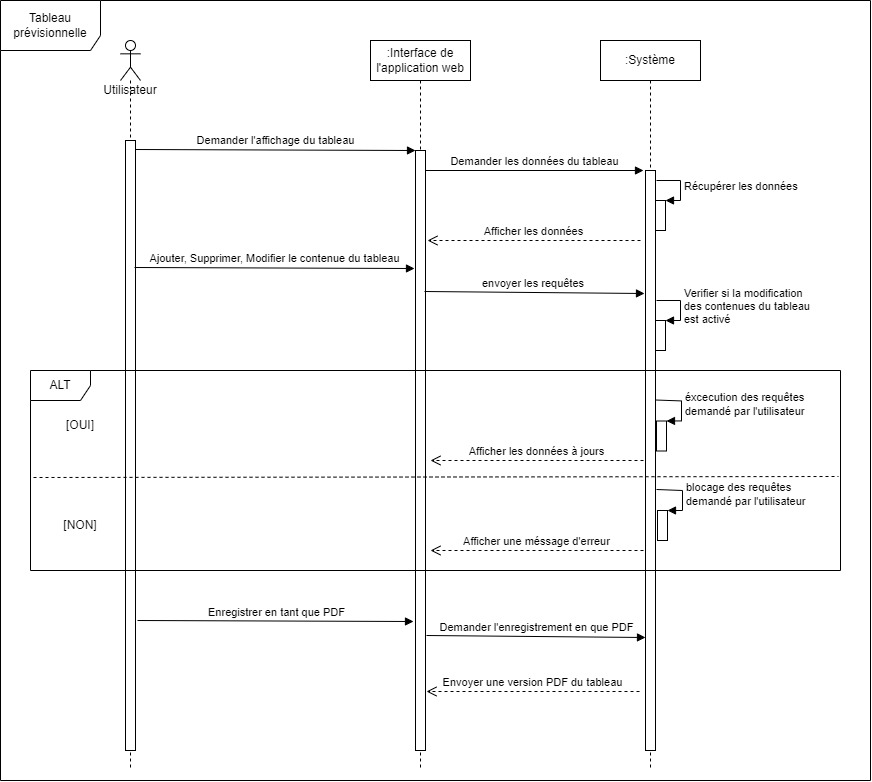 Tableau
prévisionnelle
:Interface de
l'application web
:Système
Utilisateur
Demander l'affichage du tableau
Demander les données du tableau
Récupérer les données
Afficher les données
Ajouter, Supprimer, Modifier le contenue du tableau
envoyer les requêtes
Verifier si la modification
des contenues du tableau
est activé
ALT
éxcecution des requêtes
demandé par l'utilisateur
[OUI]
Afficher les données à jours
blocage des requêtes
demandé par l'utilisateur
[NON]
Afficher une méssage d'erreur
Enregistrer en tant que PDF
Demander l'enregistrement en que PDF
Envoyer une version PDF du tableau